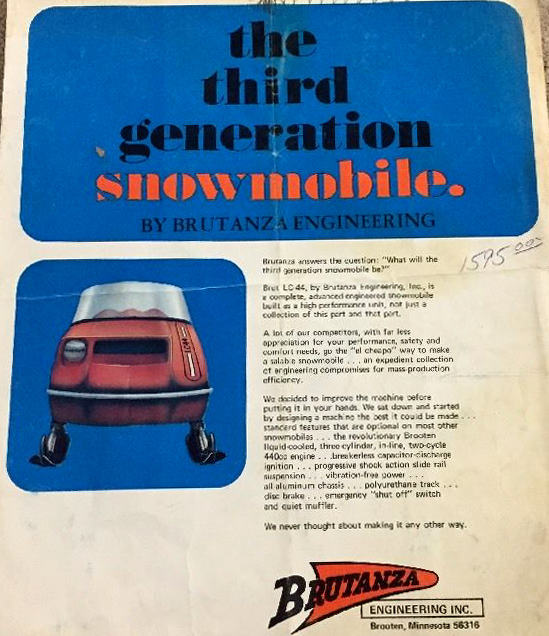 the
third
generation
snowmobile.
BY BRUTANZA ENGINEERING
1595.00
Brutanza answers the question: "What will the
third generation snowmobile be?"
Brut LC-44, by Brutanza Engineering, Inc., is
a complete, advanced engineered snowmobile
built as a high performance unit, not just a
collection of this part and that part.
A lot of our competitors, with far less
appreciation for your performance, safety and
comfort needs, go the "el cheapo" way to make
a salable snowmobile . . . an expedient collection
of engineering compromises for mass-production
efficiency.
We decided to improve the machine before
putting it in your hands. We sat down and started
by designing a machine the best it could be made . . .
standard features that are optional on most other
snowmobiles . . . the revolutionary Brooten
liquid-cooled, three-cylinder, in-line, two-cycle
440cc engine . . . breakerless capacitor-discharge
ignition . . . progressive shock action slide rail
suspension . . . vibration-free power . . .
all aluminum chassis . . . polyurethane track . . .
disc brake . . . emergency "shut off" switch
and quiet muffler.
We never thought about making it any other way.
BRUTANZA
ENGINEERING INC.
Brooten, Minnesota 56316